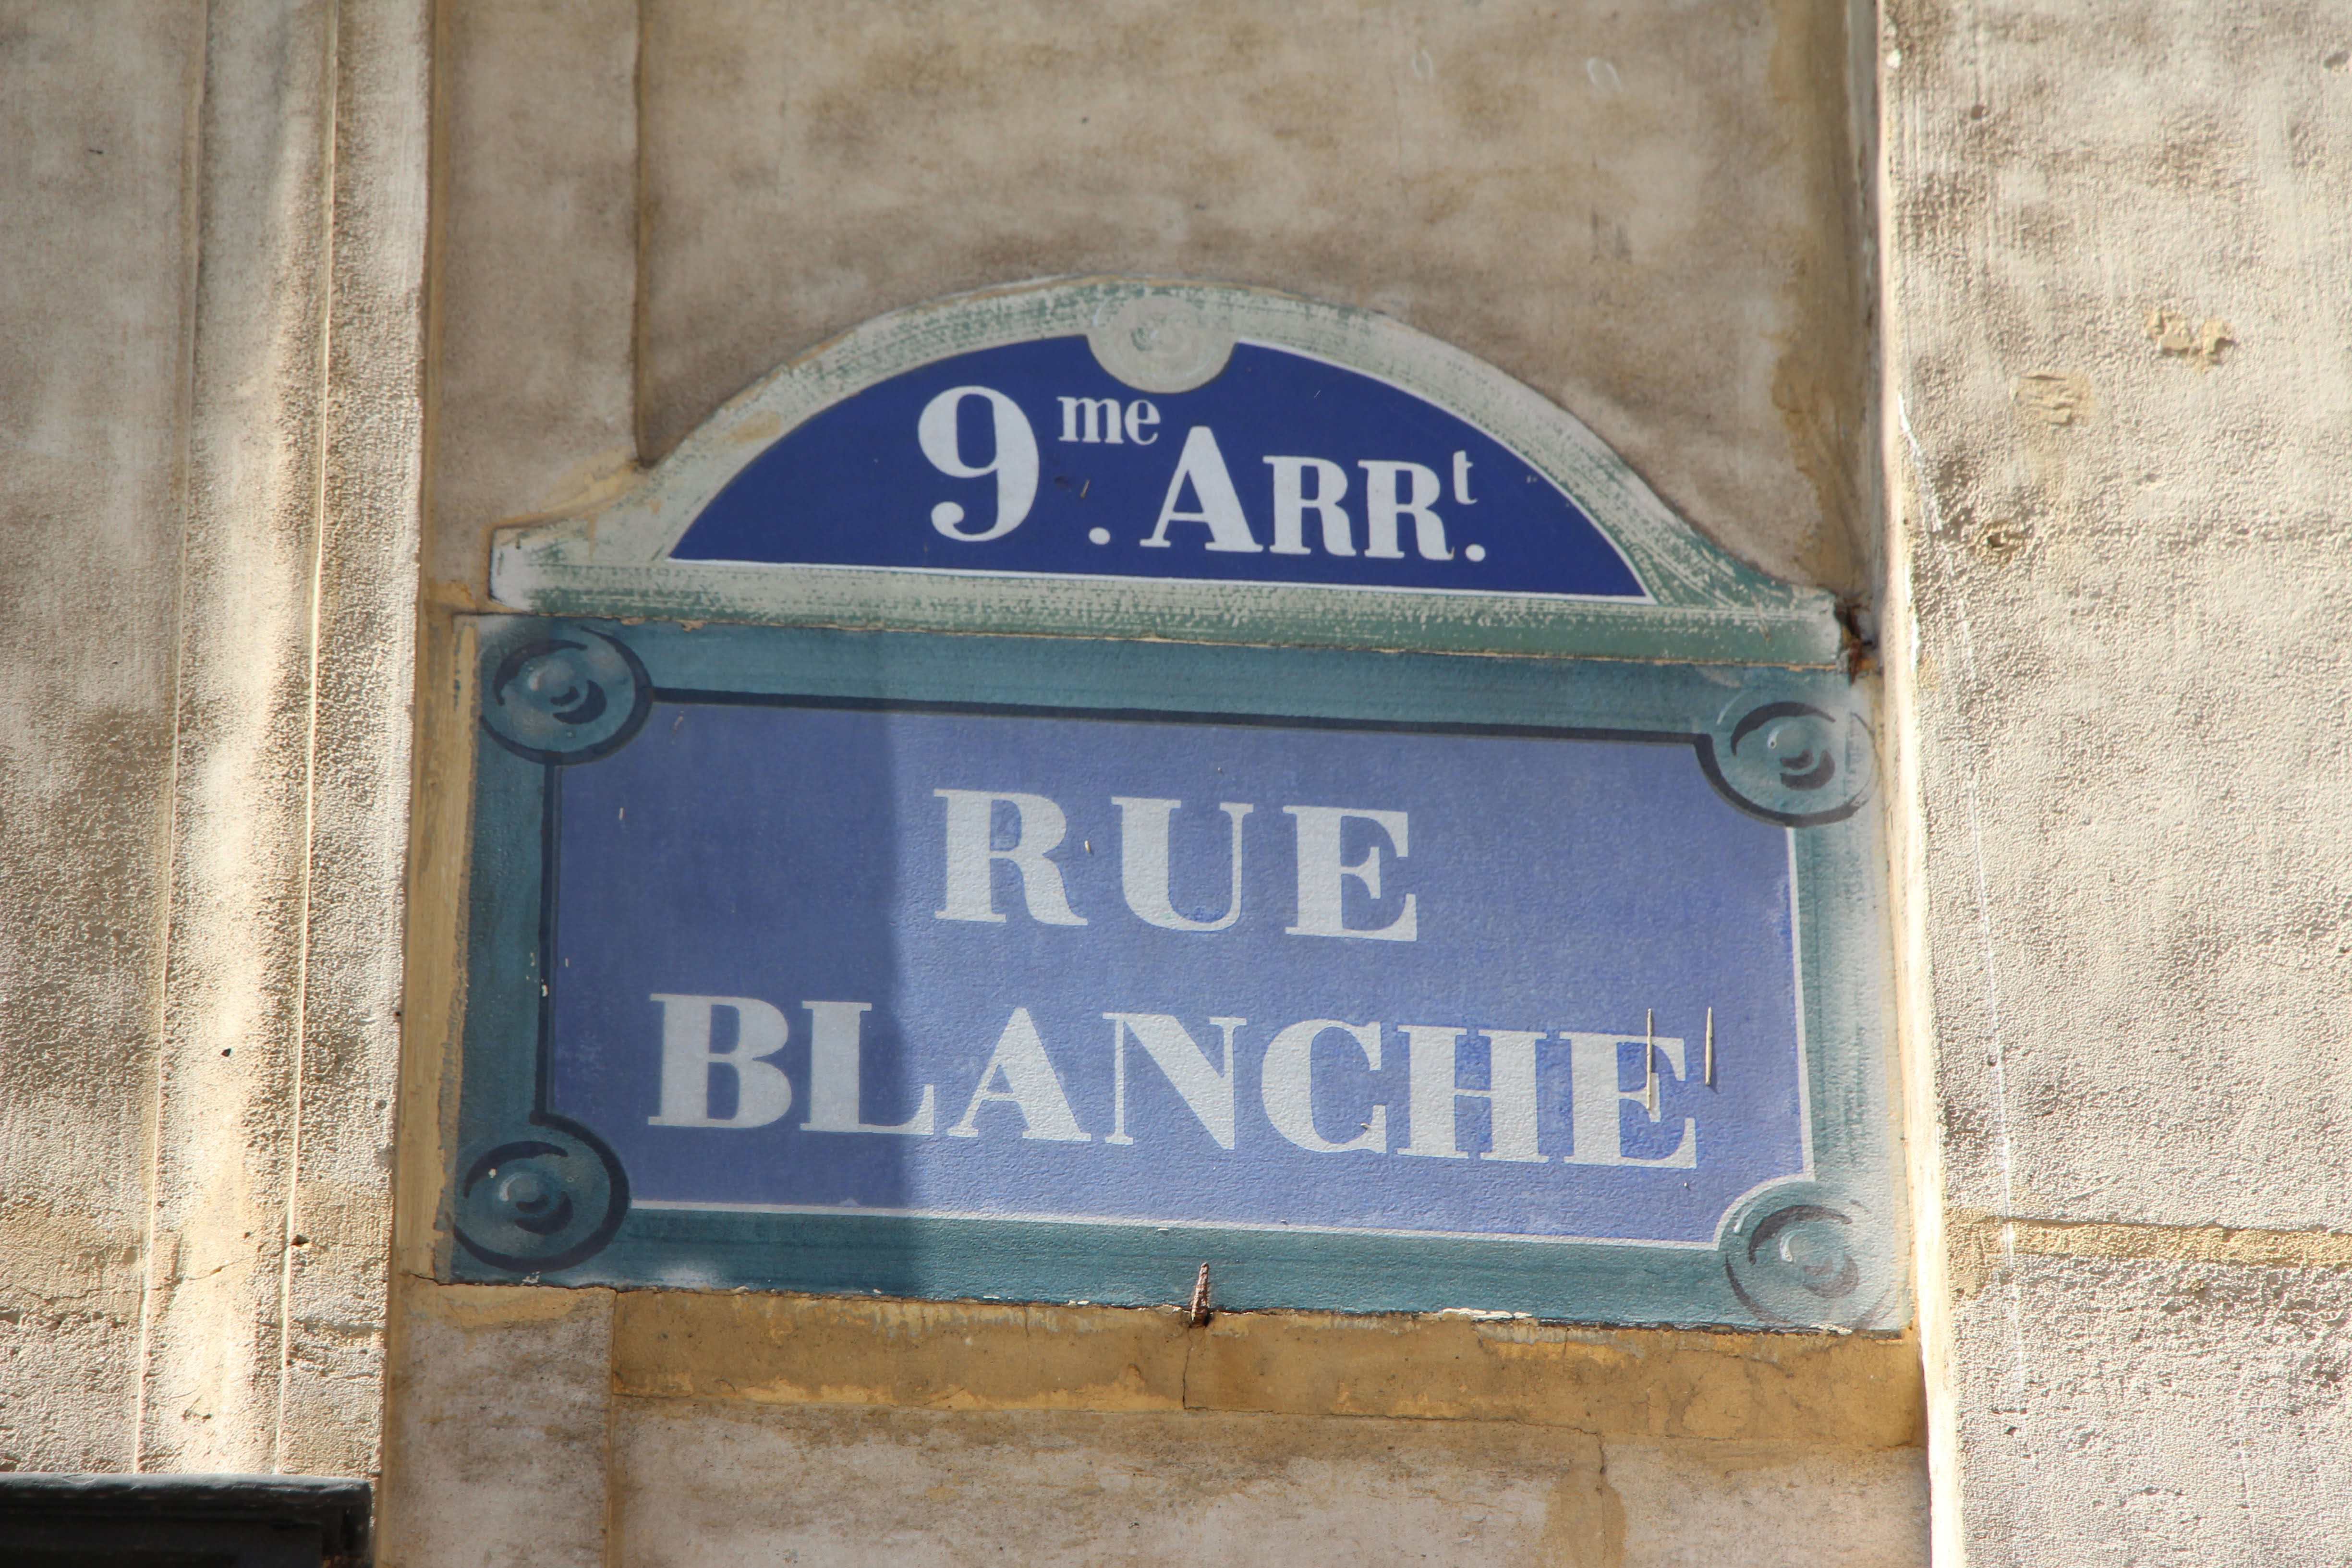 9me. ARRt.
RUE
BLANCHE